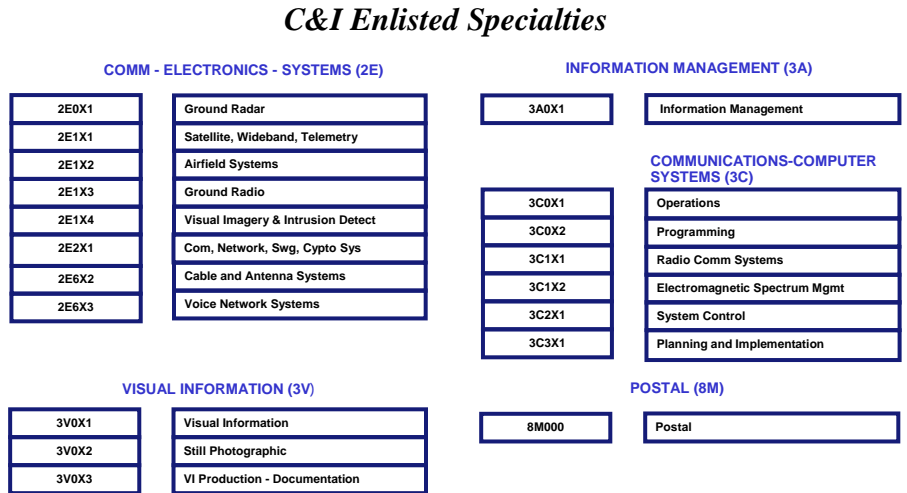 C&I Enlisted Specialties
COMM - ELECTRONICS - SYSTEMS (2E)
2E0X1 Ground Radar
2E1X1 Satellite, Wideband, Telemetry
2E1X2 Airfield Systems
2E1X3 Ground Radio
2E1X4 Visual Imagery & Intrusion Detect
2E2X1 Com, Network, Swg, Cypto Sys
2E6X2 Cable and Antenna Systems
2E6X3 Voice Network Systems
INFORMATION MANAGEMENT (3A)
3A0X1 Information Management
COMMUNICATIONS-COMPUTER
SYSTEMS (3C)
3C0X1 Operations
3C0X2 Programming
3C1X1 Radio Comm Systems
3C1X2 Electromagnetic Spectrum Mgmt
3C2X1 System Control
3C3X1 Planning and Implementation
VISUAL INFORMATION (3V)
3V0X1 Visual Information
3V0X2 Still Photographic
3V0X3 VI Production - Documentation
POSTAL (8M)
8M000 Postal